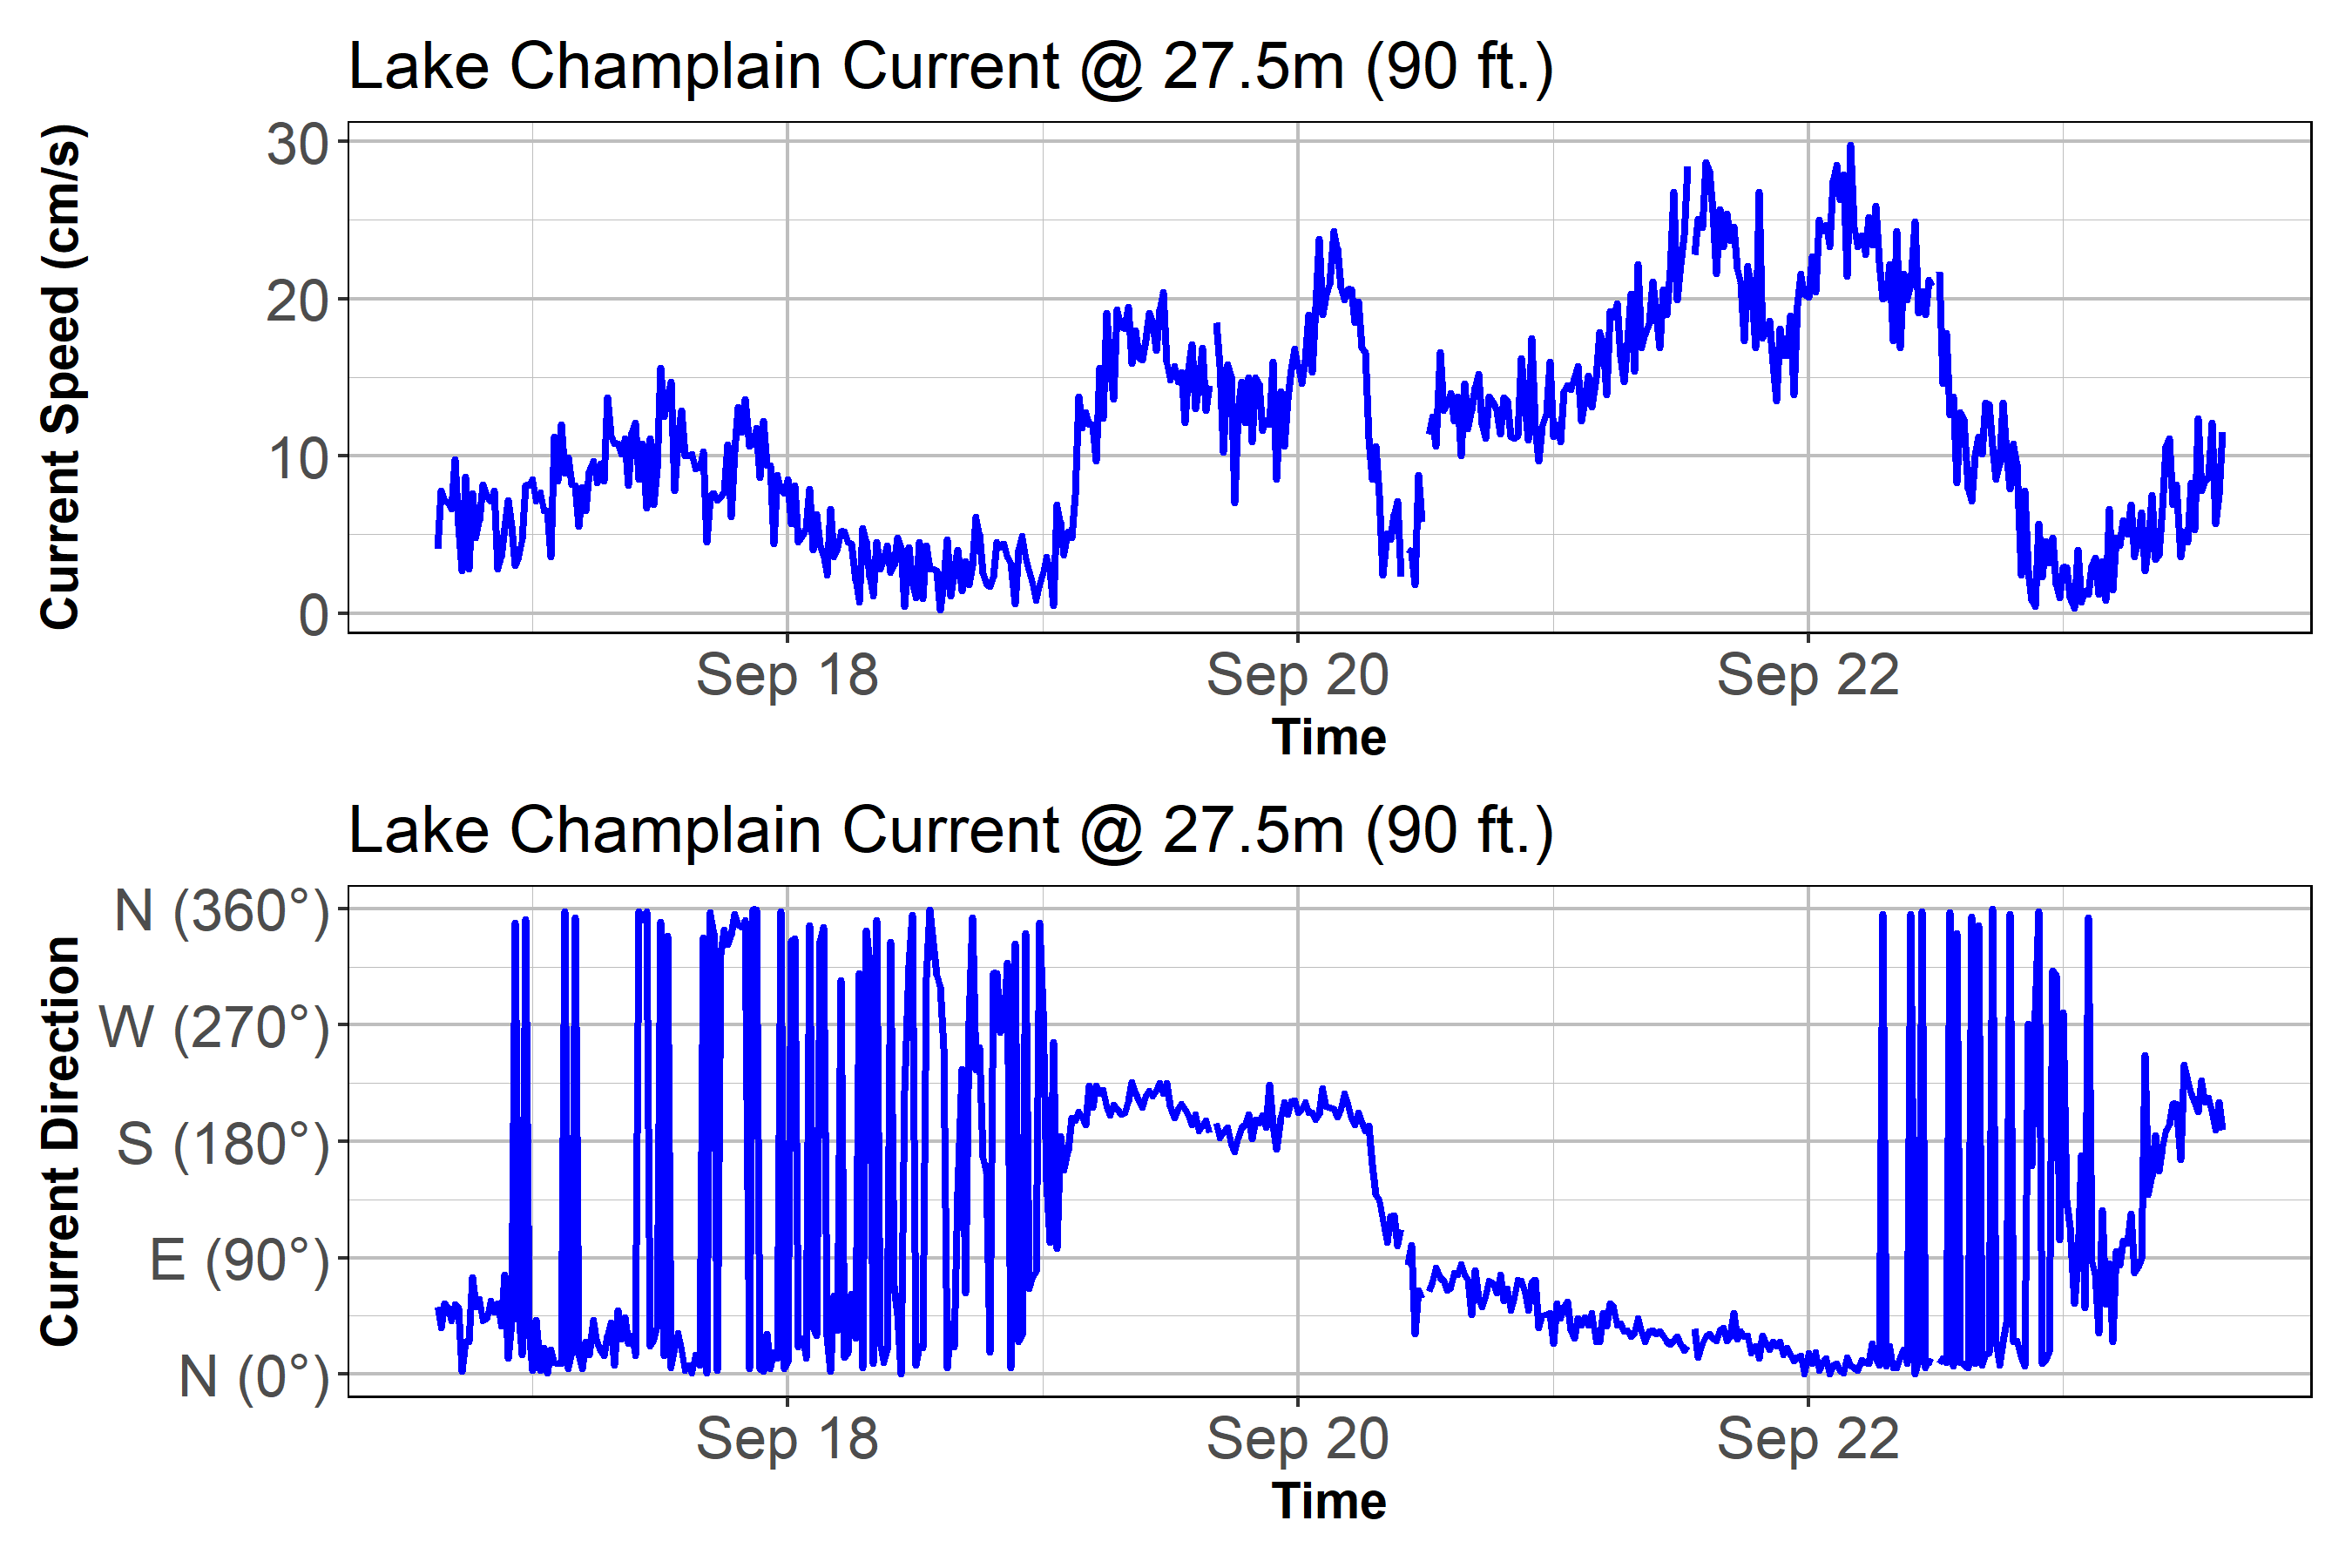 Lake Champlain Current @ 27.5m (90 ft.)
Current Speed (cm/s)
30
20
10
0
Sep 18 Sep 20 Sep 22
Time
Lake Champlain Current @ 27.5m (90 ft.)
Current Direction
N (360°)
W (270°)
S (180°)
E (90°)
N (0°)
Sep 18 Sep 20 Sep 22
Time